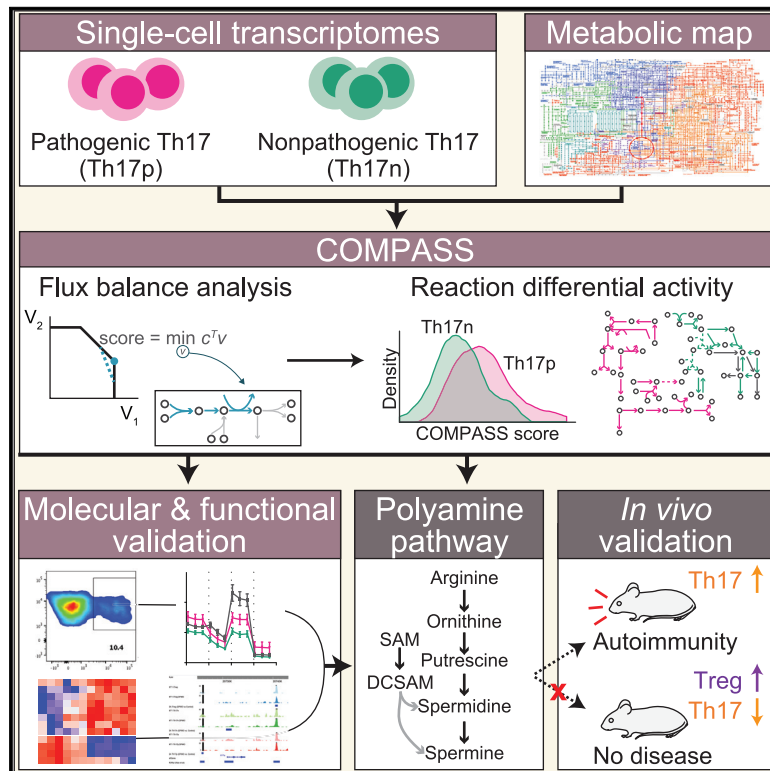 Single-cell transcriptomes
Metabolic map
Pathogenic Th17
(Th17p)
Nonpathogenic Th17
(Th17n)
COMPASS
Flux balance analysis
Reaction differential activity
V2
score = min cTv
v
V1
Th17n
Th17p
Density
COMPASS score
Molecular & functional
validation
10.4
Polyamine
pathway
Arginine
Ornithine
SAM
Putrescine
DCSAM
Spermidine
Spermine
In vivo
validation
Th17
Autoimmunity
Treg
Th17
x
No disease